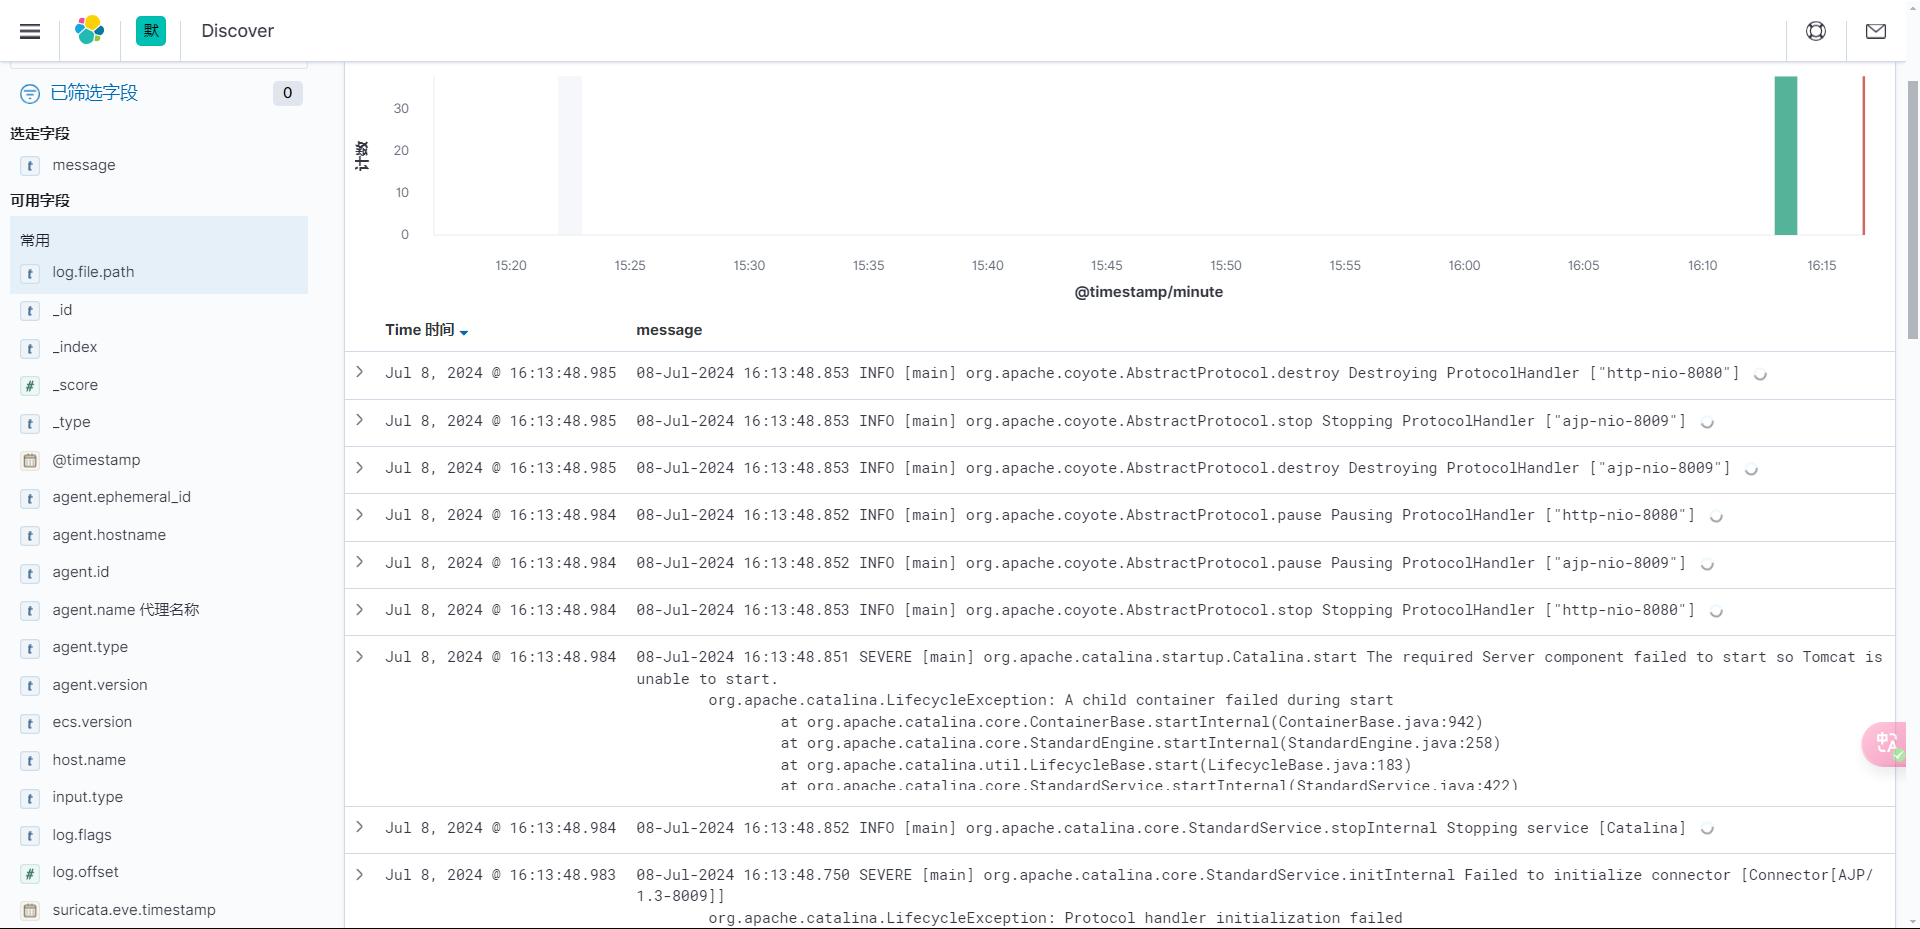 默
Discover
已筛选字段
0
选定字段
t message
可用字段
常用
t log.file.path
t _id
t _index
# _score
t _type
@timestamp
t agent.ephemeral_id
t agent.hostname
t agent.id
t agent.name 代理名称
t agent.type
t agent.version
t ecs.version
t host.name
t input.type
t log.flags
# log.offset
suricata.eve.timestamp
计数
30
20
10
0
15:20 15:25 15:30 15:35 15:40 15:45 15:50 15:55 16:00 16:05 16:10 16:15
@timestamp/minute
Time 时间 message
Jul 8, 2024 @ 16:13:48.985 08-Jul-2024 16:13:48.853 INFO [main] org.apache.coyote.AbstractProtocol.destroy Destroying ProtocolHandler ["http-nio-8080"]
Jul 8, 2024 @ 16:13:48.985 08-Jul-2024 16:13:48.853 INFO [main] org.apache.coyote.AbstractProtocol.stop Stopping ProtocolHandler ["ajp-nio-8009"]
Jul 8, 2024 @ 16:13:48.985 08-Jul-2024 16:13:48.853 INFO [main] org.apache.coyote.AbstractProtocol.destroy Destroying ProtocolHandler ["ajp-nio-8009"]
Jul 8, 2024 @ 16:13:48.984 08-Jul-2024 16:13:48.852 INFO [main] org.apache.coyote.AbstractProtocol.pause Pausing ProtocolHandler ["http-nio-8080"]
Jul 8, 2024 @ 16:13:48.984 08-Jul-2024 16:13:48.852 INFO [main] org.apache.coyote.AbstractProtocol.pause Pausing ProtocolHandler ["ajp-nio-8009"]
Jul 8, 2024 @ 16:13:48.984 08-Jul-2024 16:13:48.853 INFO [main] org.apache.coyote.AbstractProtocol.stop Stopping ProtocolHandler ["http-nio-8080"]
Jul 8, 2024 @ 16:13:48.984 08-Jul-2024 16:13:48.851 SEVERE [main] org.apache.catalina.startup.Catalina.start The required Server component failed to start so Tomcat is
unable to start.
org.apache.catalina.LifecycleException: A child container failed during start
at org.apache.catalina.core.ContainerBase.startInternal(ContainerBase.java:942)
at org.apache.catalina.core.StandardEngine.startInternal(StandardEngine.java:258)
at org.apache.catalina.util.LifecycleBase.start(LifecycleBase.java:183)
at org.apache.catalina.core.StandardService.startInternal(StandardService.java:422)
Jul 8, 2024 @ 16:13:48.984 08-Jul-2024 16:13:48.852 INFO [main] org.apache.catalina.core.StandardService.stopInternal Stopping service [Catalina]
Jul 8, 2024 @ 16:13:48.983 08-Jul-2024 16:13:48.750 SEVERE [main] org.apache.catalina.core.StandardService.initInternal Failed to initialize connector [Connector[AJP/
1.3-8009]]
org.apache.catalina.LifecycleException: Protocol handler initialization failed
中A